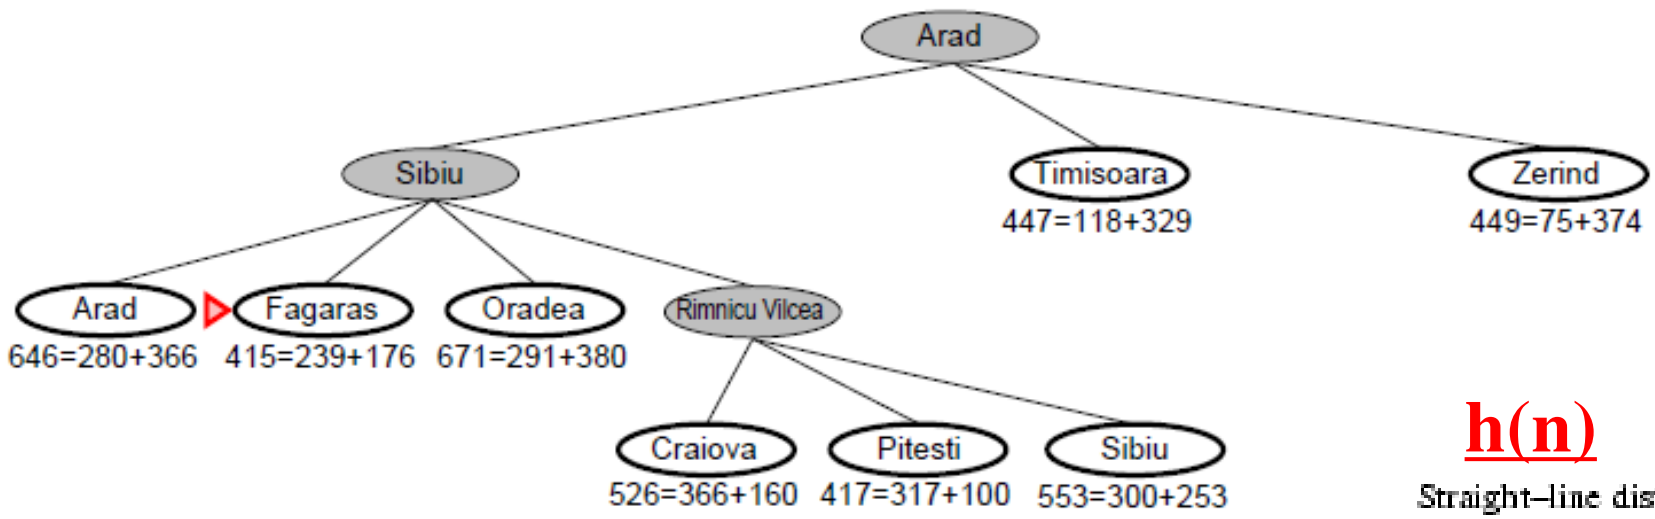 Arad
Sibiu
Timisoara
Zerind
447=118+329
449=75+374
Arad
Fagaras
Oradea
Rimnicu Vilcea
646=280+366
415=239+176
671=291+380
Craiova
Pitesti
Sibiu
526=366+160
417=317+100
553=300+253
h(n)
Straight–line dis